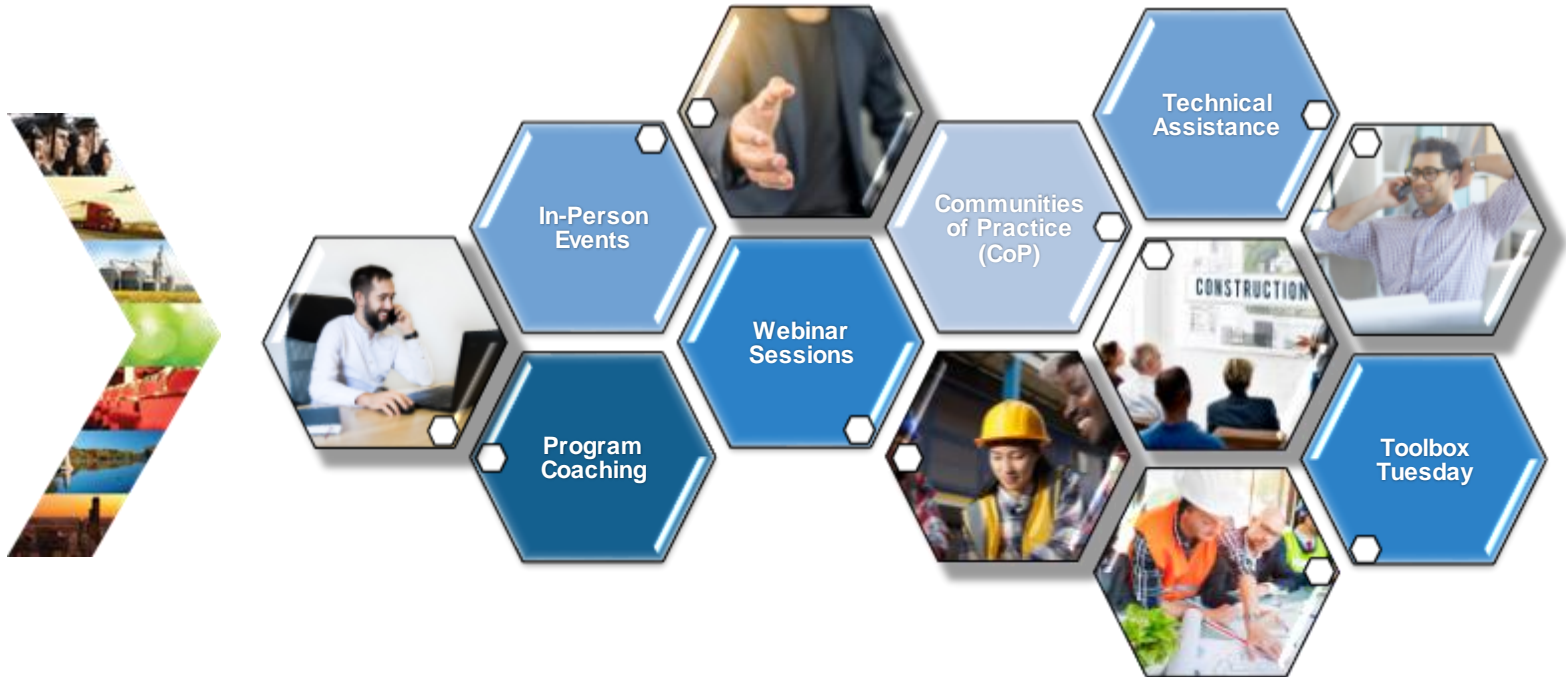 In-Person
Events
Program
Coaching
Webinar
Sessions
Communities
of Practice
(CoP)
Technical
Assistance
CONSTRUCTION
Toolbox
Tuesday